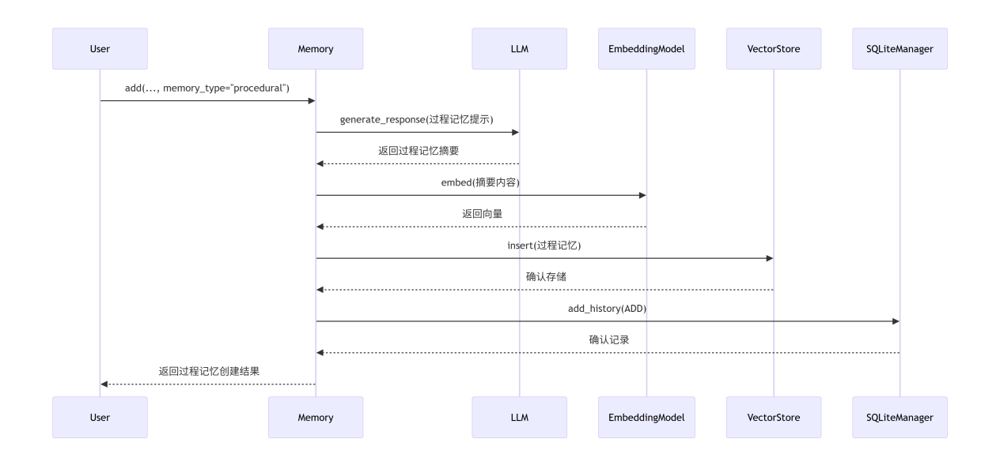 User
Memory
LLM
EmbeddingModel
VectorStore
SQLiteManager
add(..., memory_type="procedural")
generate_response(过程记忆提示)
返回过程记忆摘要
embed(摘要内容)
返回向量
insert(过程记忆)
确认存储
add_history(ADD)
确认记录
返回过程记忆创建结果
User
Memory
LLM
EmbeddingModel
VectorStore
SQLiteManager